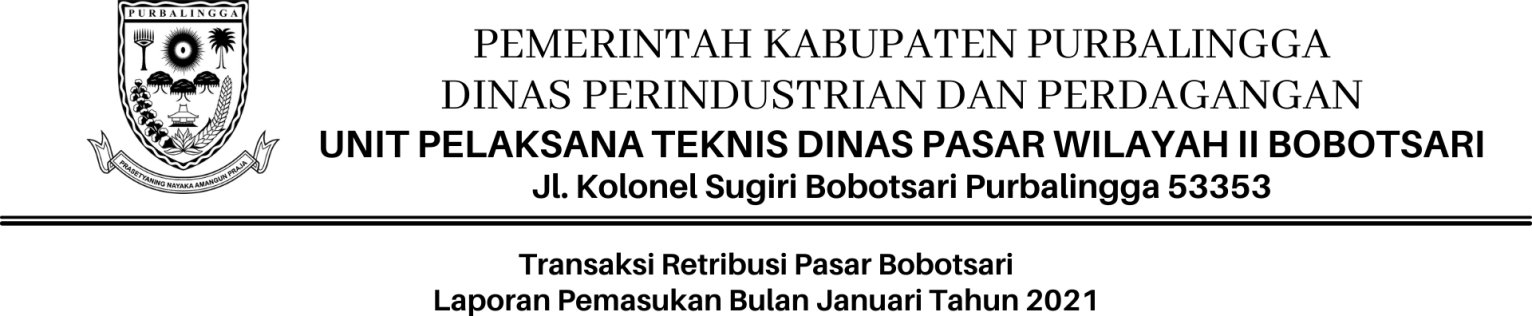 PURBALINGGA
PRASETYANING NAYAKA AMANGUN PRAJA
PEMERINTAH KABUPATEN PURBALINGGA
DINAS PERINDUSTRIAN DAN PERDAGANGAN
UNIT PELAKSANA TEKNIS DINAS PASAR WILAYAH II BOBOTSARI
Jl. Kolonel Sugiri Bobotsari Purbalingga 53353
Transaksi Retribusi Pasar Bobotsari
Laporan Pemasukan Bulan Januari Tahun 2021